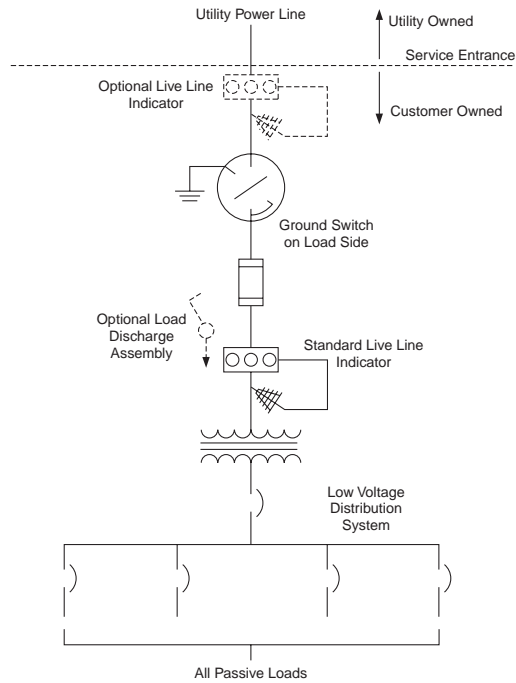 Utility Power Line
Utility Owned
Service Entrance
Optional Live Line
Indicator
Customer Owned
Ground Switch
on Load Side
Optional Load
Discharge
Assembly
Standard Live Line
Indicator
Low Voltage
Distribution
System
All Passive Loads